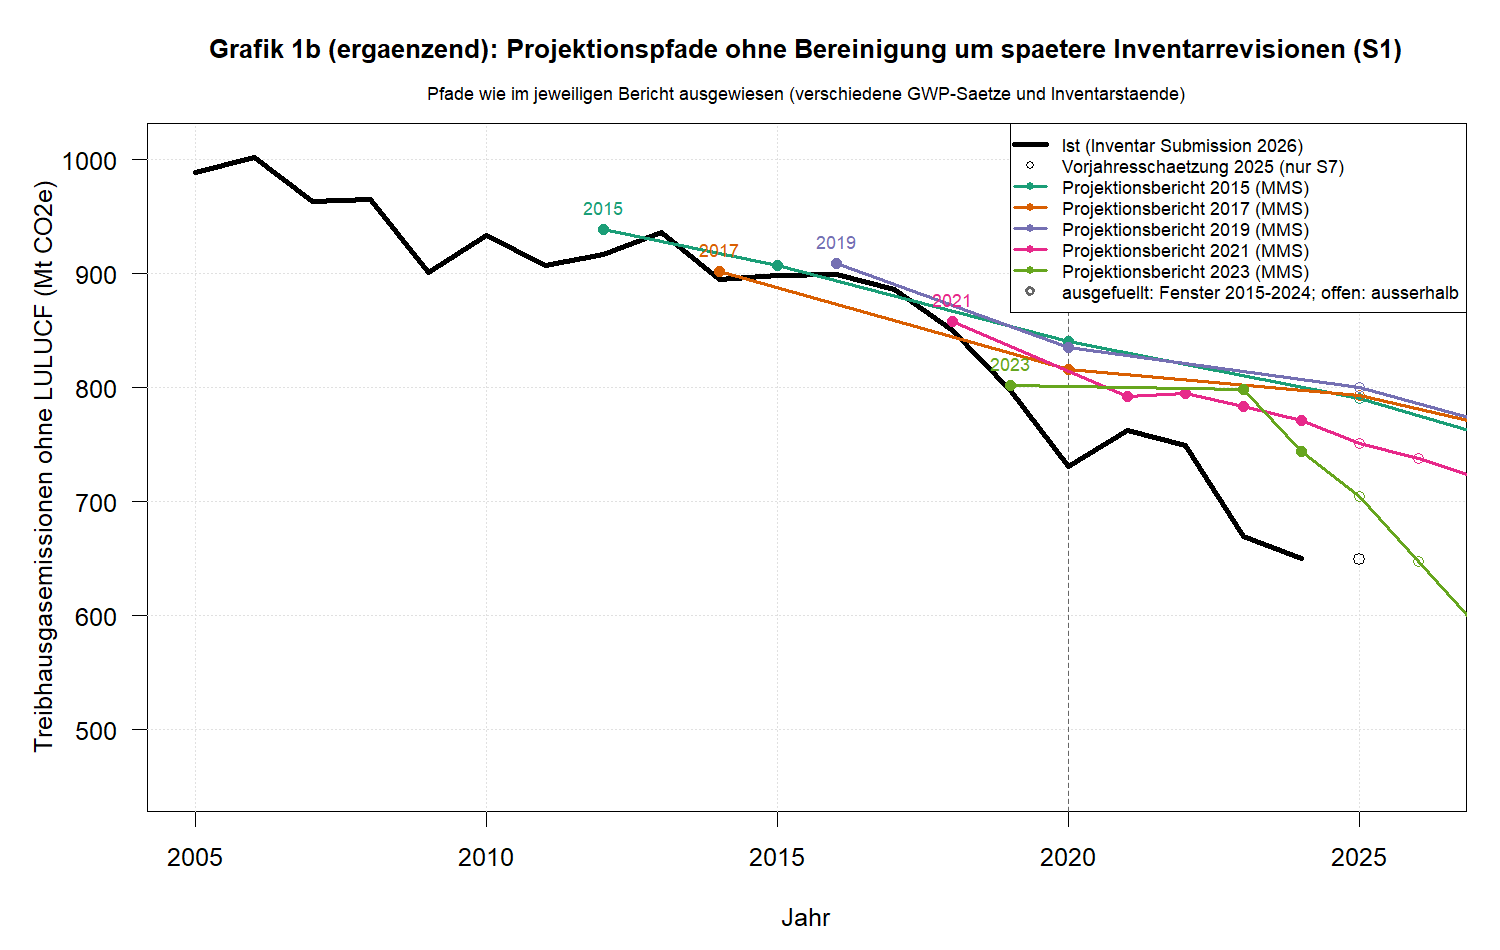 Grafik 1b (ergaenzend): Projektionspfade ohne Bereinigung um spaetere Inventarrevisionen (S1)
Pfade wie im jeweiligen Bericht ausgewiesen (verschiedene GWP-Saetze und Inventarstaende)
Treibhausgasemissionen ohne LULUCF (Mt CO2e)
1000
900
800
700
600
500
Ist (Inventar Submission 2026)
Vorjahresschaetzung 2025 (nur S7)
Projektionsbericht 2015 (MMS)
Projektionsbericht 2017 (MMS)
Projektionsbericht 2019 (MMS)
Projektionsbericht 2021 (MMS)
Projektionsbericht 2023 (MMS)
ausgefuellt: Fenster 2015-2024; offen: ausserhalb
2015
2017
2019
2021
2023
2005
2010
2015
2020
2025
Jahr